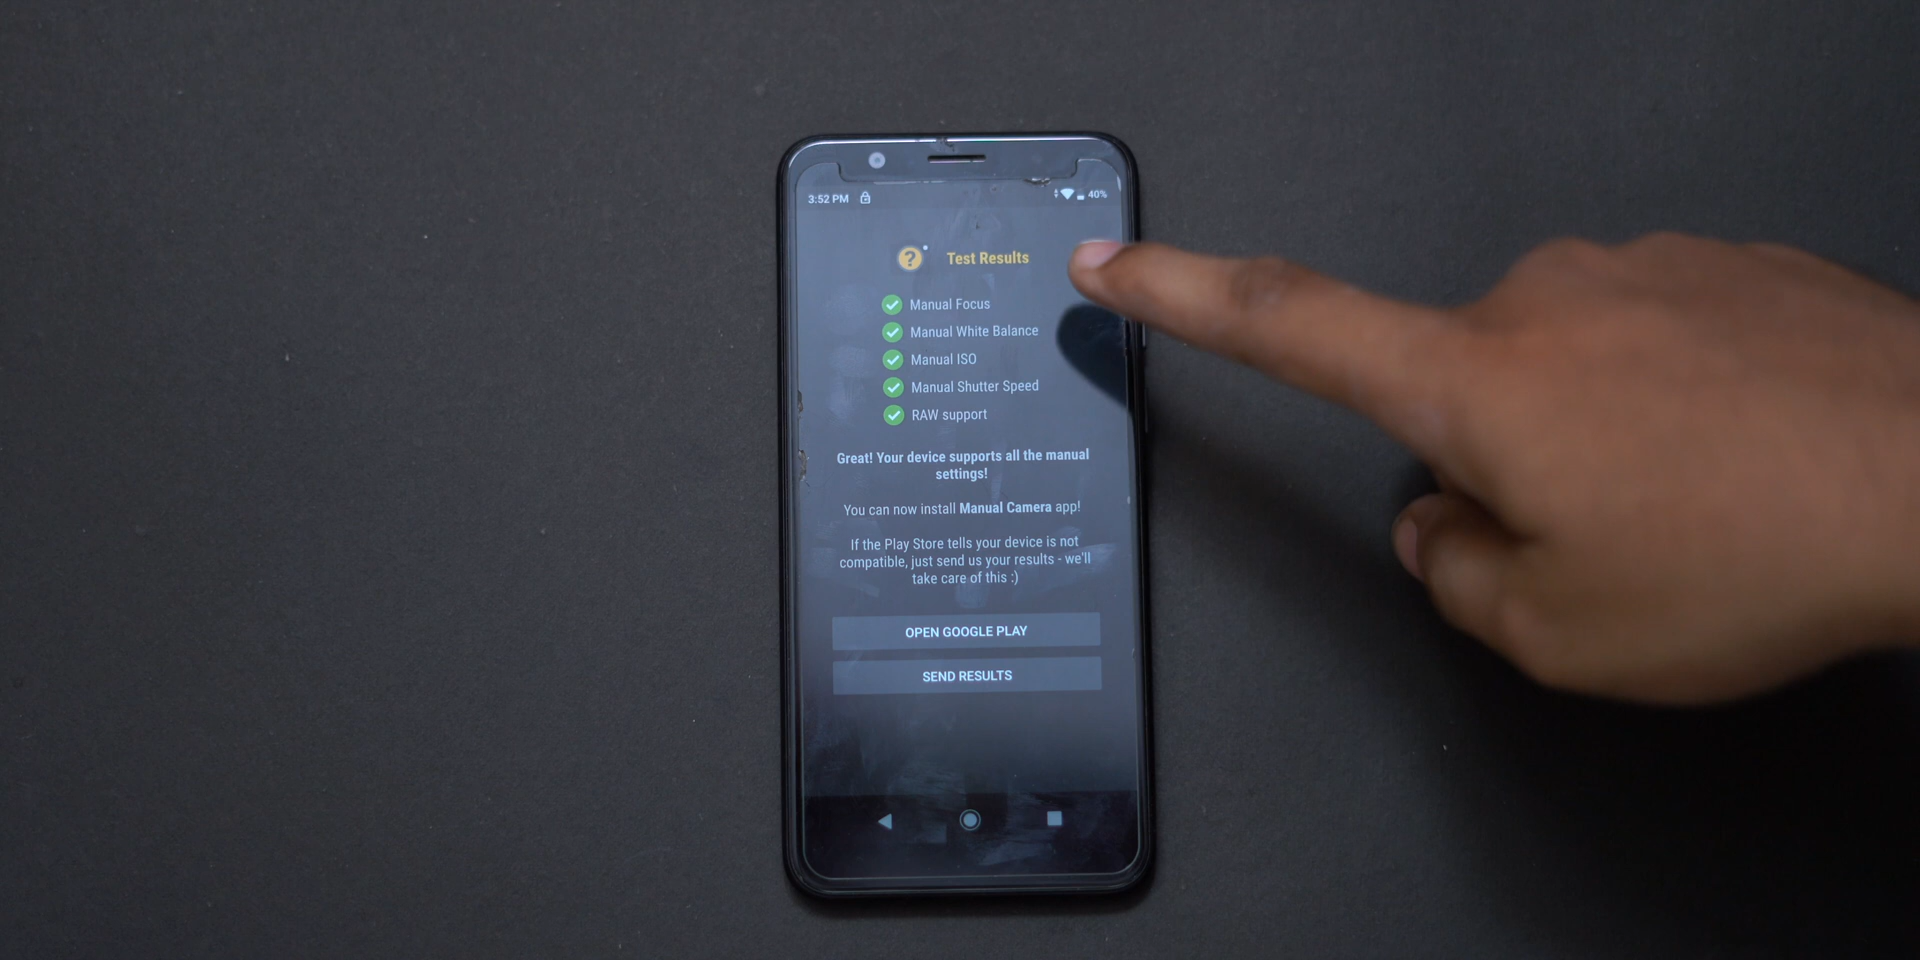 3:52 PM 40%
? Test Results
Manual Focus
Manual White Balance
Manual ISO
Manual Shutter Speed
RAW support
Great! Your device supports all the manual
settings!
You can now install Manual Camera app!
If the Play Store tells your device is not
compatible, just send us your results - we'll
take care of this :)
OPEN GOOGLE PLAY
SEND RESULTS